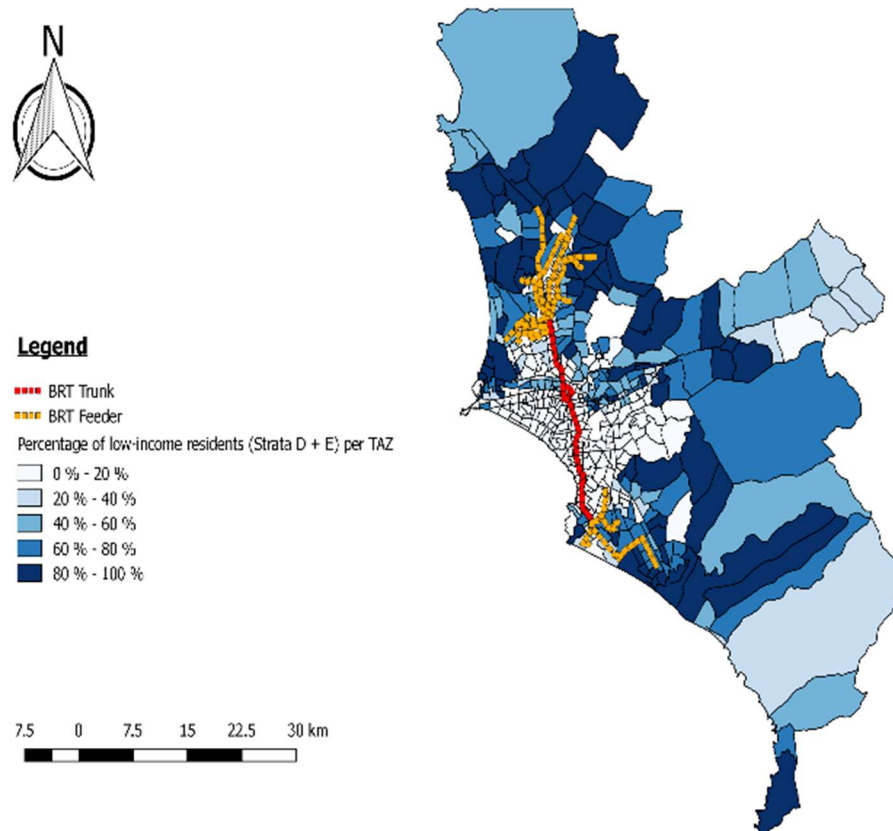 N
Legend
BRT Trunk
BRT Feeder
Percentage of low-income residents (Strata D + E) per TAZ
0 % - 20 %
20 % - 40 %
40 % - 60 %
60 % - 80 %
80 % - 100 %
7.5 0 7.5 15 22.5 30 km